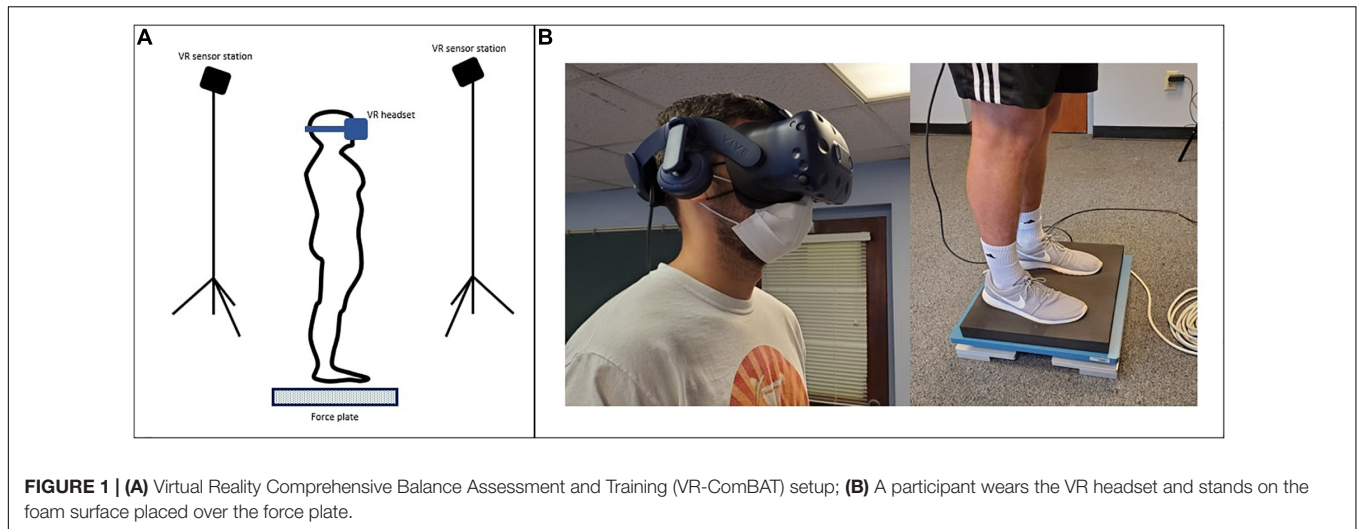 A
B
VR sensor station
VR sensor station
VR headset
Force plate
VIVE
FIGURE 1 | (A) Virtual Reality Comprehensive Balance Assessment and Training (VR-ComBAT) setup; (B) A participant wears the VR headset and stands on the
foam surface placed over the force plate.